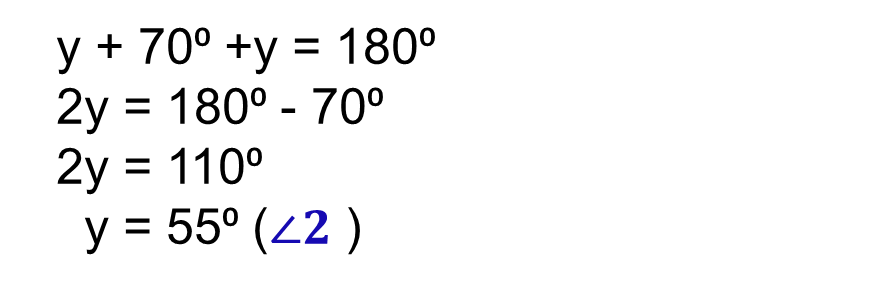 y + 70º +y = 180º
2y = 180º - 70º
2y = 110º
y = 55º (∠2 )